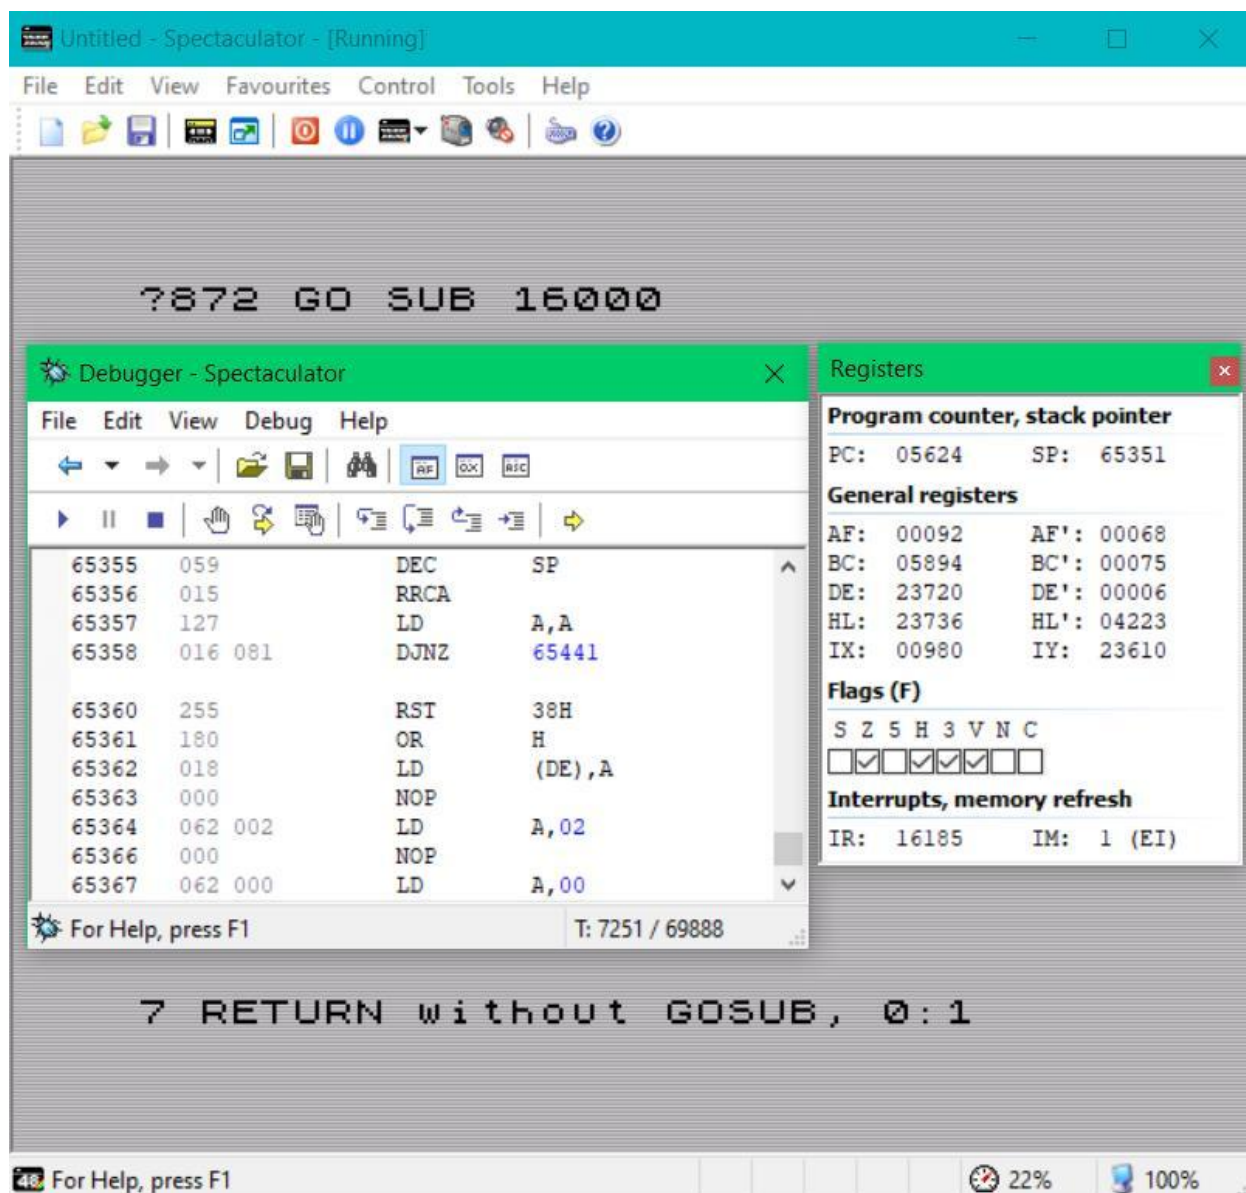 Untitled - Spectaculator - [Running]
File Edit View Favourites Control Tools Help
?872 GO SUB 16000
Debugger - Spectaculator
File Edit View Debug Help
AF 0X ASC
65355 059 DEC SP
65356 015 RRCA
65357 127 LD A,A
65358 016 081 DJNZ 65441
65360 255 RST 38H
65361 180 OR H
65362 018 LD (DE),A
65363 000 NOP
65364 062 002 LD A,02
65366 000 NOP
65367 062 000 LD A,00
For Help, press F1 T: 7251 / 69888
Registers
Program counter, stack pointer
PC: 05624 SP: 65351
General registers
AF: 00092 AF': 00068
BC: 05894 BC': 00075
DE: 23720 DE': 00006
HL: 23736 HL': 04223
IX: 00980 IY: 23610
Flags (F)
S Z 5 H 3 V N C
Interrupts, memory refresh
IR: 16185 IM: 1 (EI)
7 RETURN without GOSUB, 0:1
48 For Help, press F1 22% 100%